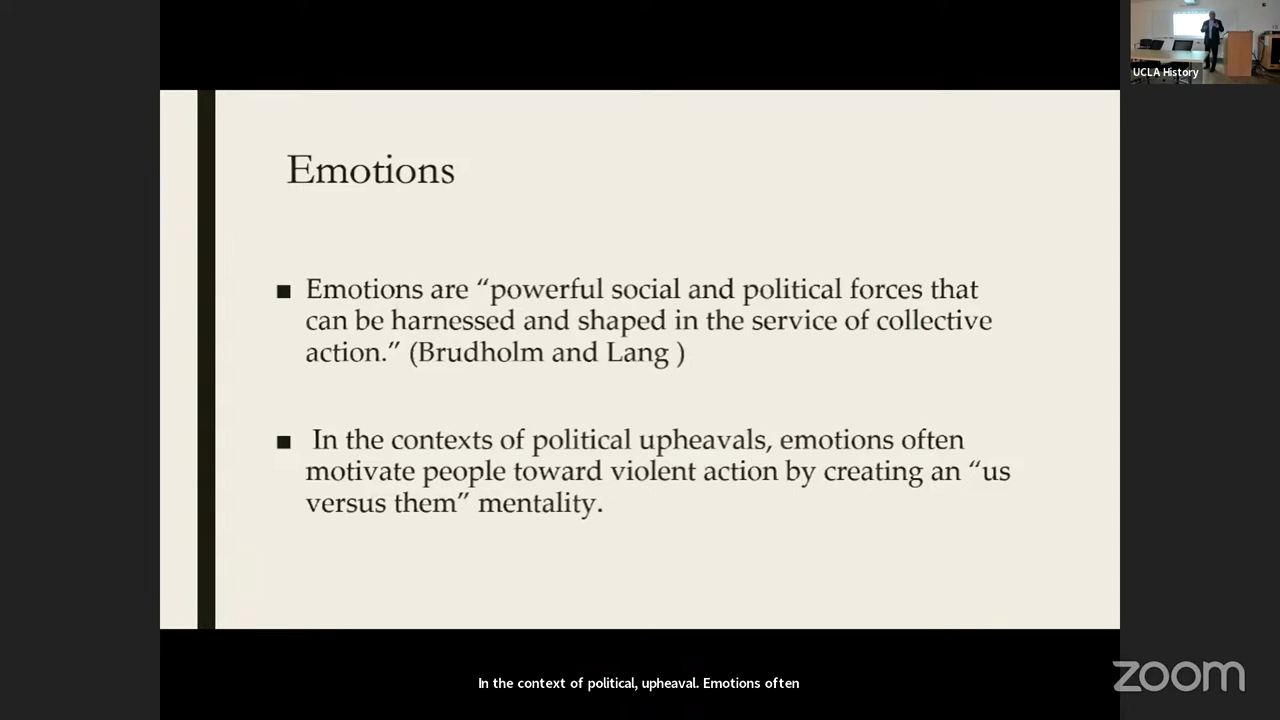 UCLA History
Emotions
■ Emotions are “powerful social and political forces that
can be harnessed and shaped in the service of collective
action.” (Brudholm and Lang )
■ In the contexts of political upheavals, emotions often
motivate people toward violent action by creating an “us
versus them” mentality.
In the context of political, upheaval. Emotions often
zoom